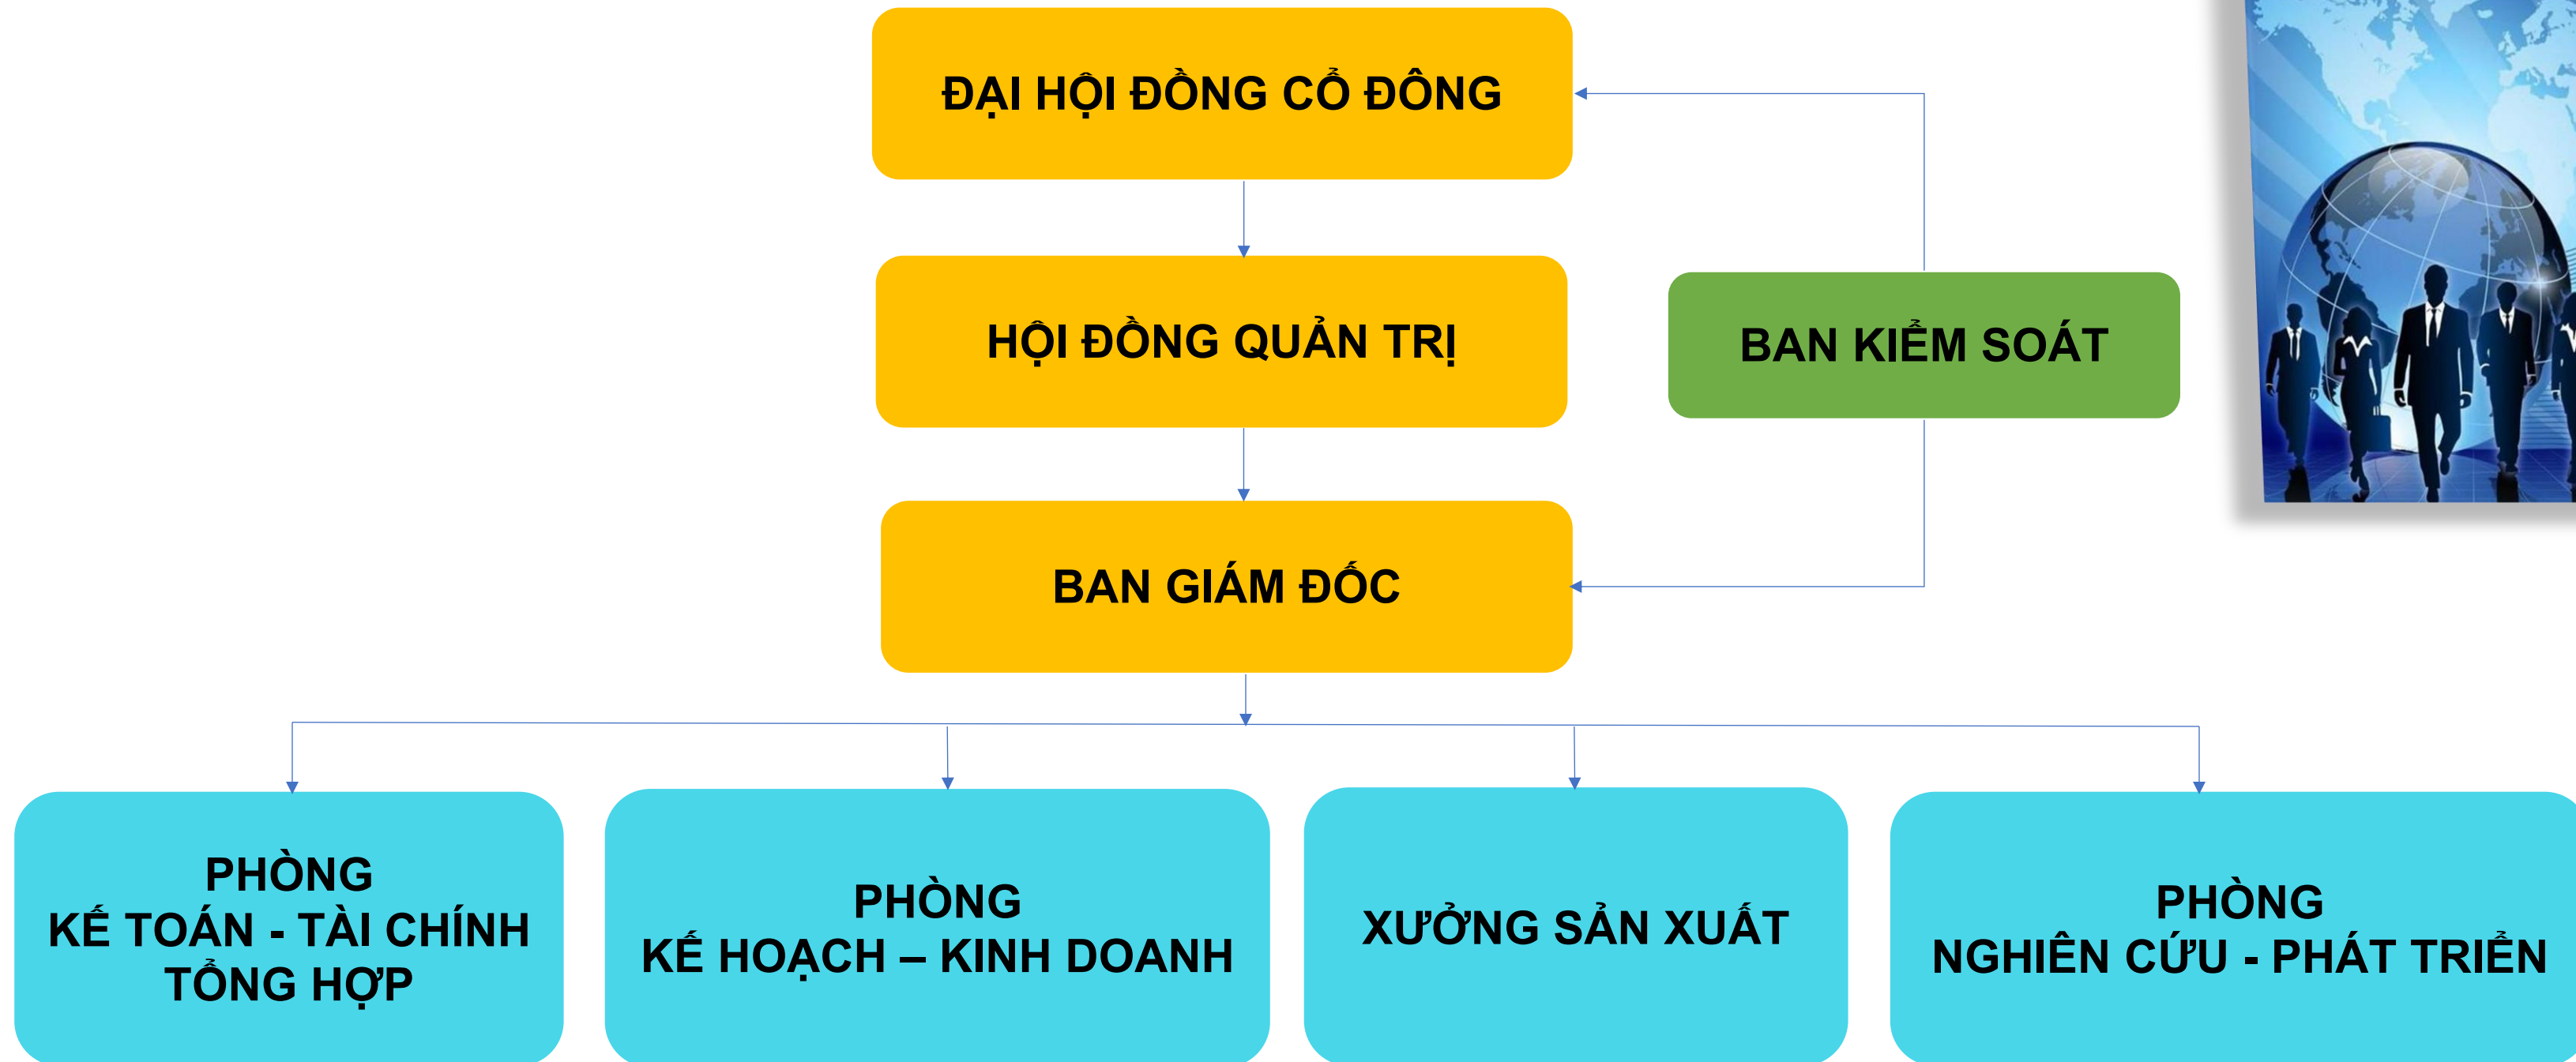 ĐẠI HỘI ĐỒNG CỔ ĐÔNG
HỘI ĐỒNG QUẢN TRỊ
BAN KIỂM SOÁT
BAN GIÁM ĐỐC
PHÒNG
KẾ TOÁN - TÀI CHÍNH
TỔNG HỢP
PHÒNG
KẾ HOẠCH – KINH DOANH
XƯỞNG SẢN XUẤT
PHÒNG
NGHIÊN CỨU - PHÁT TRIỂN